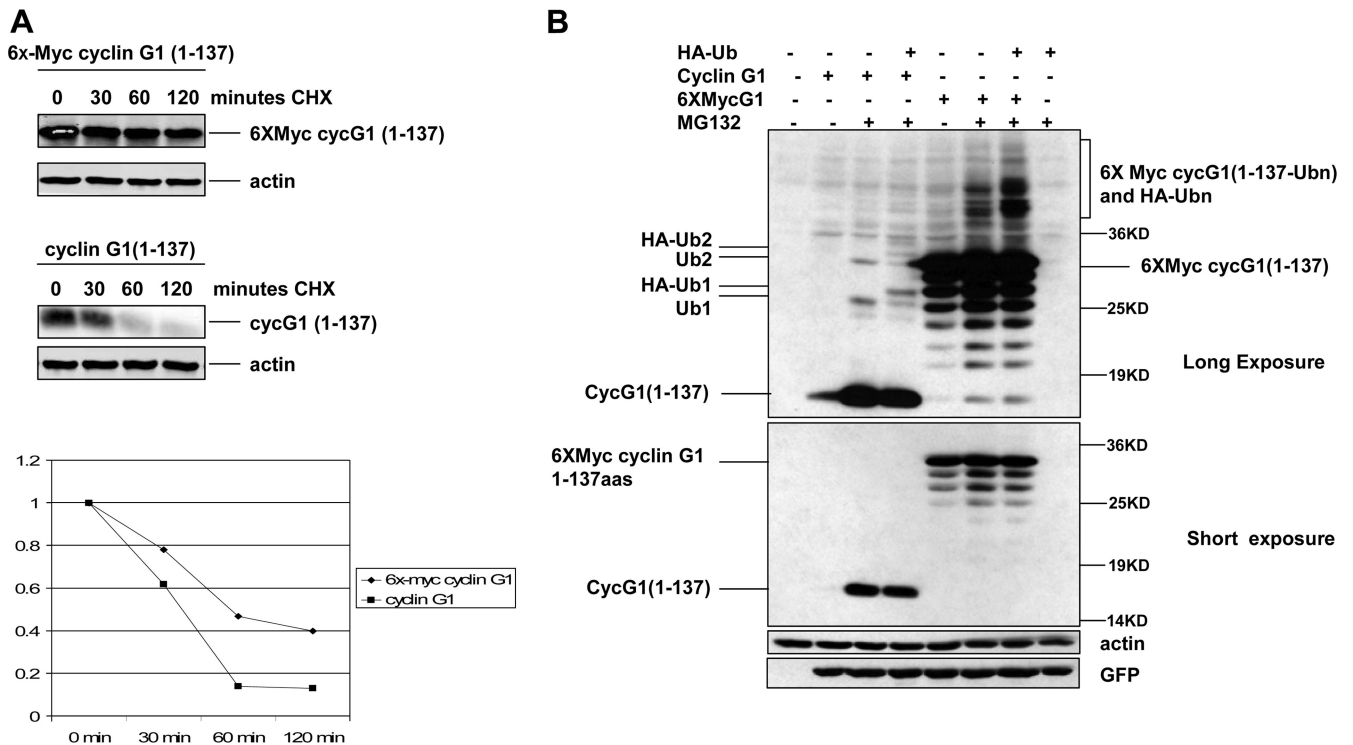 A
6x-Myc cyclin G1 (1-137)
0 30 60 120 minutes CHX
6XMyc cycG1 (1-137)
actin
cyclin G1(1-137)
0 30 60 120 minutes CHX
cycG1 (1-137)
actin
1.2
1
0.8
0.6
0.4
0.2
0
0 min 30 min 60 min 120 min
6x-myc cyclin G1
cyclin G1
B
HA-Ub - - - + - - + +
Cyclin G1 - + + + - - - -
6XMycG1 - - - - + + + -
MG132 - - + + - + + +
6X Myc cycG1(1-137-Ubn)
and HA-Ubn
HA-Ub2
Ub2
HA-Ub1
Ub1
CycG1(1-137)
36KD
6XMyc cycG1(1-137)
25KD
19KD
Long Exposure
6XMyc cyclin G1
1-137aas
CycG1(1-137)
36KD
25KD
19KD
14KD
Short exposure
actin
GFP